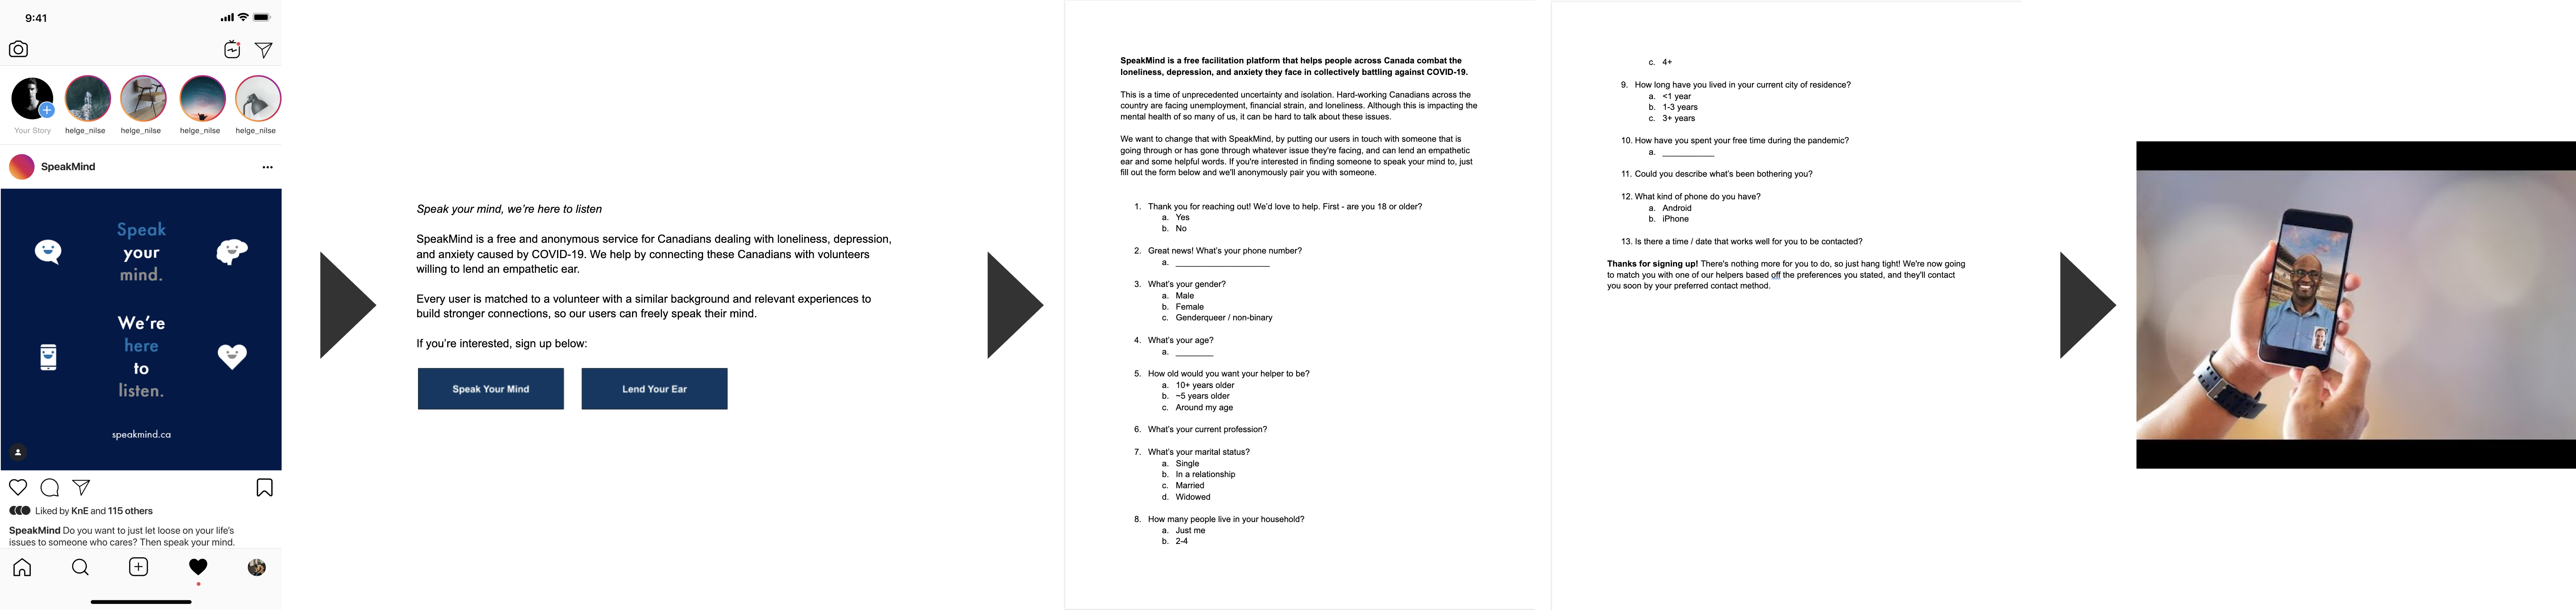 9:41
Your Story
helge_nilse
helge_nilse
helge_nilse
helge_nilse
SpeakMind
Speak
your
mind.
We're
here
to
listen.
speakmind.ca
Liked by KnE and 115 others
SpeakMind Do you want to just let loose on your life's
issues to someone who cares? Then speak your mind.
Speak your mind, we're here to listen
SpeakMind is a free and anonymous service for Canadians dealing with loneliness, depression,
and anxiety caused by COVID-19. We help by connecting these Canadians with volunteers
willing to lend an empathetic ear.
Every user is matched to a volunteer with a similar background and relevant experiences to
build stronger connections, so our users can freely speak their mind.
If you're interested, sign up below:
Speak Your Mind
Lend Your Ear
SpeakMind is a free facilitation platform that helps people across Canada combat the
loneliness, depression, and anxiety they face in collectively battling against COVID-19.
This is a time of unprecedented uncertainty and isolation. Hard-working Canadians across the
country are facing unemployment, financial strain, and loneliness. Although this is impacting the
mental health of so many of us, it can be hard to talk about these issues.
We want to change that with SpeakMind, by putting our users in touch with someone that is
going through or has gone through whatever issue they're facing, and can lend an empathetic
ear and some helpful words. If you're interested in finding someone to speak your mind to, just
fill out the form below and we'll anonymously pair you with someone.
1. Thank you for reaching out! We'd love to help. First - are you 18 or older?
a. Yes
b. No
2. Great news! What's your phone number?
a. ____________________
3. What's your gender?
a. Male
b. Female
c. Genderqueer / non-binary
4. What's your age?
a. ________
5. How old would you want your helper to be?
a. 10+ years older
b. ~5 years older
c. Around my age
6. What's your current profession?
7. What's your marital status?
a. Single
b. In a relationship
c. Married
d. Widowed
8. How many people live in your household?
a. Just me
b. 2-4
c. 4+
9. How long have you lived in your current city of residence?
a. <1 year
b. 1-3 years
c. 3+ years
10. How have you spent your free time during the pandemic?
a. ___________
11. Could you describe what's been bothering you?
12. What kind of phone do you have?
a. Android
b. iPhone
13. Is there a time / date that works well for you to be contacted?
Thanks for signing up! There's nothing more for you to do, so just hang tight! We're now going
to match you with one of our helpers based off the preferences you stated, and they'll contact
you soon by your preferred contact method.